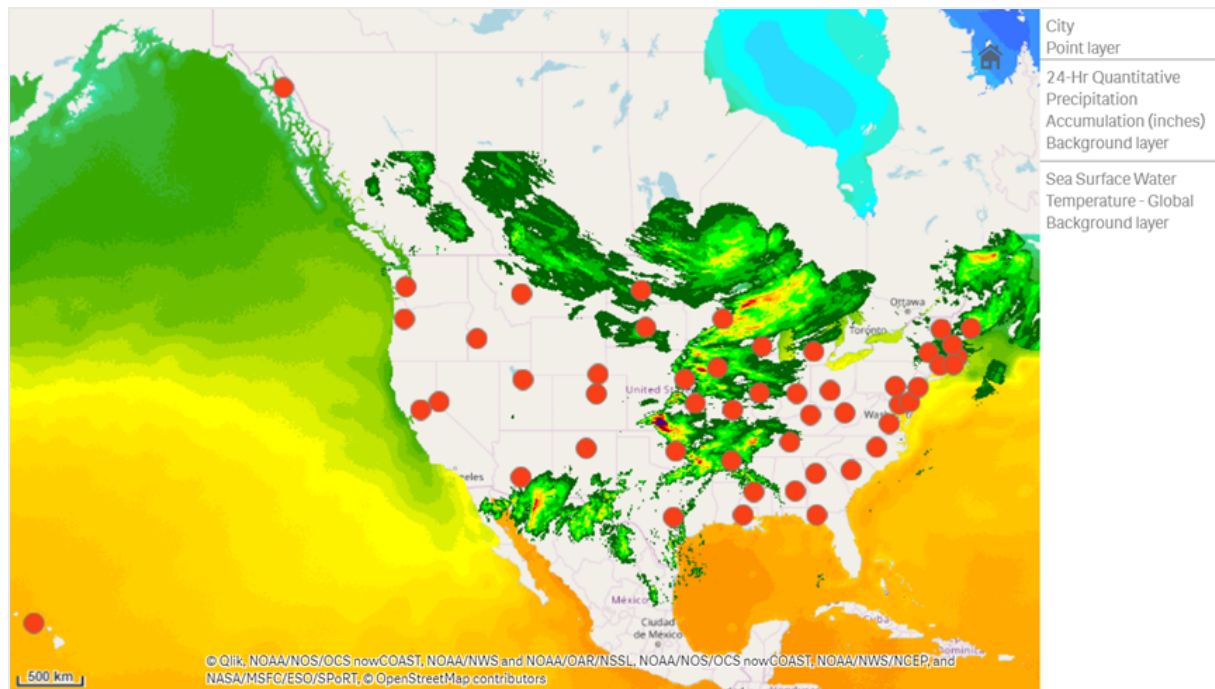 City
Point layer
24-Hr Quantitative
Precipitation
Accumulation (inches)
Background layer
Sea Surface Water
Temperature - Global
Background layer
Ottawa
Toronto
United
eles
México
Ciudad
de México
Cuba
© Qlik, NOAA/NOS/OCS nowCOAST, NOAA/NWS and NOAA/OAR/NSSL, NOAA/NOS/OCS nowCOAST, NOAA/NWS/NCEP, and
NASA/MSFC/ESO/SPoRT, © OpenStreetMap contributors
500 km